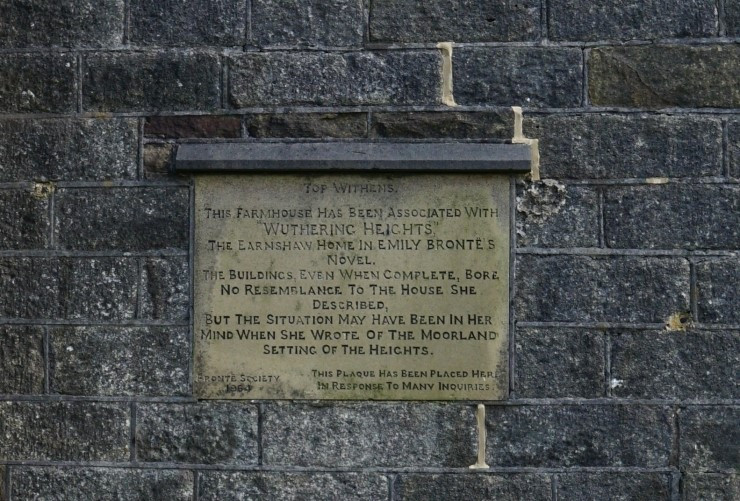 TOP WITHENS.
THIS FARMHOUSE HAS BEEN ASSOCIATED WITH
"WUTHERING HEIGHTS"
THE EARNSHAW HOME IN EMILY BRONTË'S
NOVEL.
THE BUILDINGS, EVEN WHEN COMPLETE, BORE
NO RESEMBLANCE TO THE HOUSE SHE
DESCRIBED,
BUT THE SITUATION MAY HAVE BEEN IN HER
MIND WHEN SHE WROTE OF THE MOORLAND
SETTING OF THE HEIGHTS.
BRONTË SOCIETY
1964
THIS PLAQUE HAS BEEN PLACED HERE
IN RESPONSE TO MANY INQUIRIES.